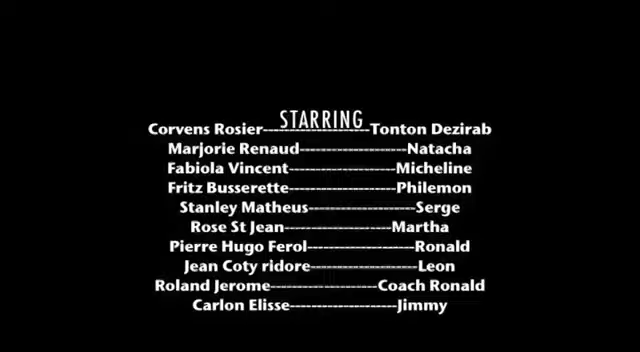 STARRING
Corvens Rosier--------------------Tonton Dezirab
Marjorie Renaud--------------------Natacha
Fabiola Vincent--------------------Micheline
Fritz Busserette--------------------Philemon
Stanley Matheus--------------------Serge
Rose St Jean--------------------Martha
Pierre Hugo Ferol--------------------Ronald
Jean Coty ridore--------------------Leon
Roland Jerome--------------------Coach Ronald
Carlon Elisse--------------------Jimmy